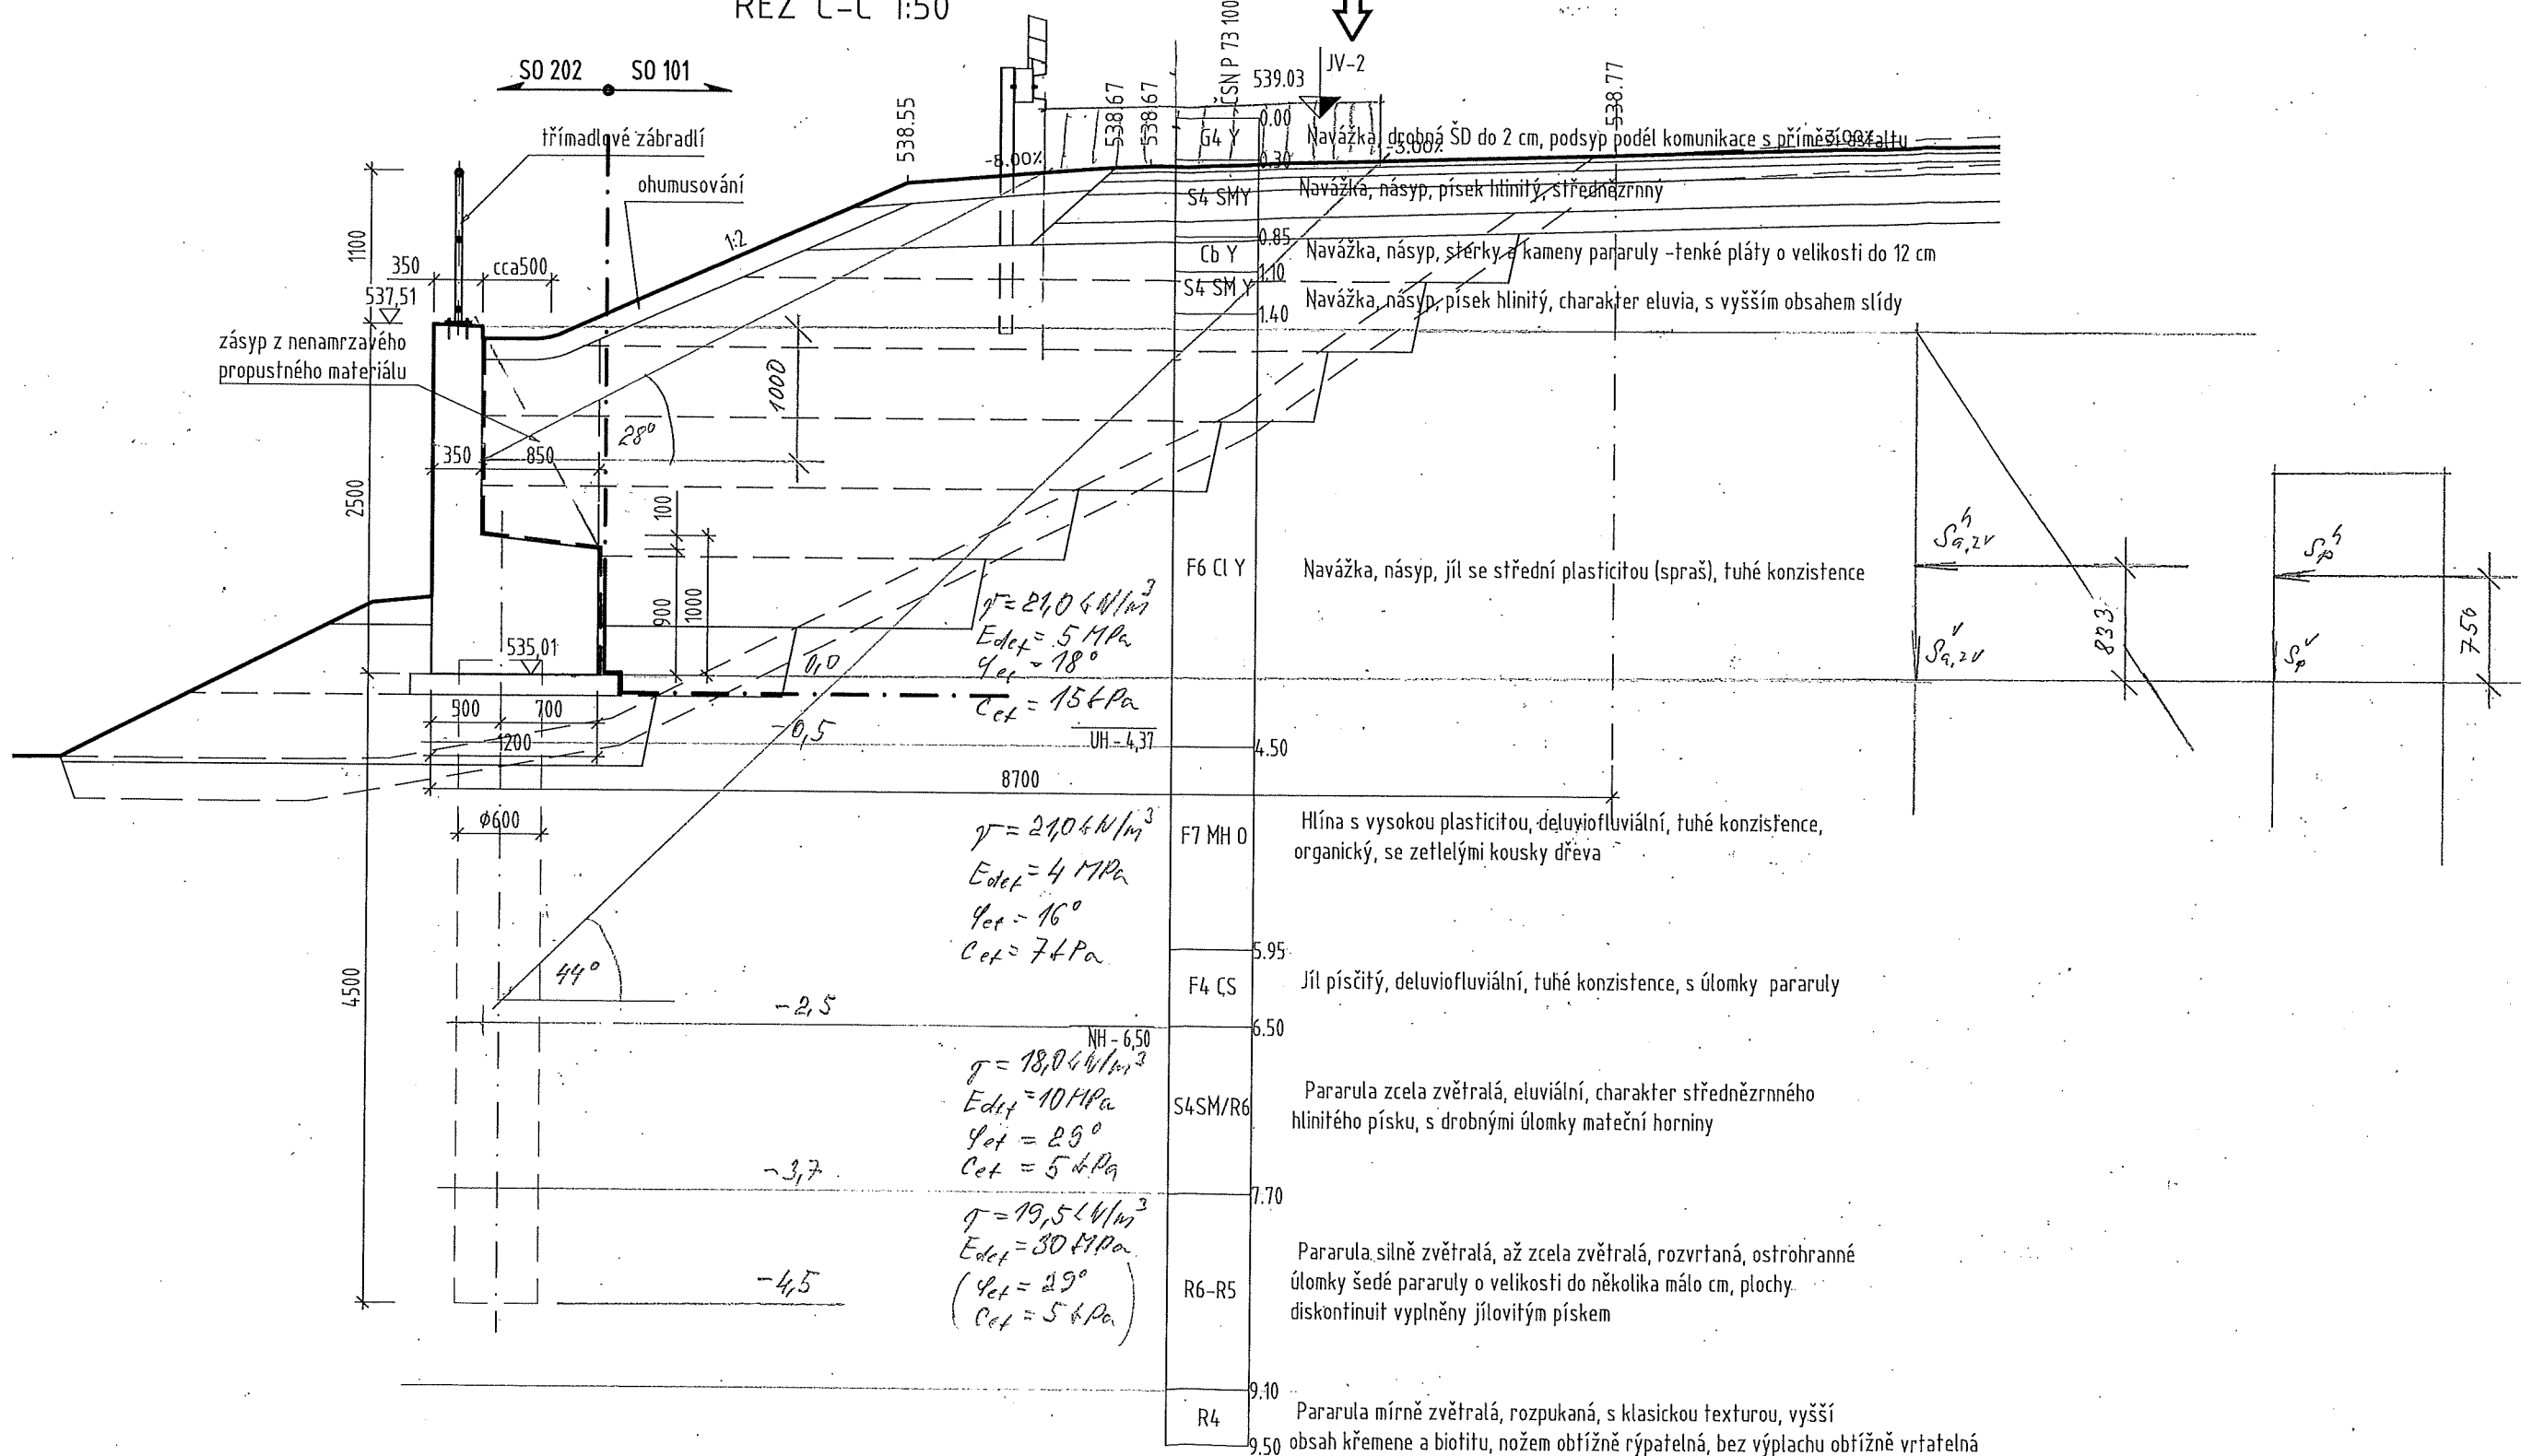 ŘEZ C-C 1:50
SO 202
SO 101
třímadlové zábradlí
ohumusování
1:2
538.55
538.67
538.67
ČSN P 73 100
539.03
JV-2
538.77
-8.00%
-3.00%
-3.00%
1100
350
cca500
537,51
zásyp z nenamrzavého
propustného materiálu
2500
350
850
28°
1000
100
900
1000
535,01
500
700
1200
8700
Φ600
4500
44°
0,0
-0,5
-2,5
-3,7
-4,5
0.00
G4 Y
Navážka, drobná ŠD do 2 cm, podsyp podél komunikace s příměsí asfaltu
0.30
S4 SMY
Navážka, násyp, písek hlinitý, střednězrnný
0.85
Cb Y
Navážka, násyp, štěrky a kameny pararuly -tenké pláty o velikosti do 12 cm
1.10
S4 SM Y
Navážka, násyp, písek hlinitý, charakter eluvia, s vyšším obsahem slídy
1.40
F6 CI Y
Navážka, násyp, jíl se střední plasticitou (spraš), tuhé konzistence
γ = 21,0 kN/m³
Edef = 5 MPa
φef = 18°
Cef = 15 kPa
UH - 4,37
4.50
F7 MH O
Hlína s vysokou plasticitou, deluviofluviální, tuhé konzistence,
organický, se zetlelými kousky dřeva
γ = 21,0 kN/m³
Edef = 4 MPa
φef = 16°
Cef = 7 kPa
5.95
F4 CS
Jíl písčitý, deluviofluviální, tuhé konzistence, s úlomky pararuly
6.50
NH - 6,50
γ = 18,0 kN/m³
Edef = 10 MPa
φef = 29°
Cef = 5 kPa
S4SM/R6
Pararula zcela zvětralá, eluviální, charakter střednězrnného
hlinitého písku, s drobnými úlomky mateční horniny
7.70
γ = 19,5 kN/m³
Edef = 30 MPa
(φef = 29°
Cef = 5 kPa)
R6-R5
Pararula silně zvětralá, až zcela zvětralá, rozvrtaná, ostrohranné
úlomky šedé pararuly o velikosti do několika málo cm, plochy
diskontinuit vyplněny jílovitým pískem
9.10
R4
Pararula mírně zvětralá, rozpukaná, s klasickou texturou, vyšší
obsah křemene a biotitu, nožem obtížně rýpatelná, bez výplachu obtížně vrtatelná
9.50
Sa,2v h
Sa,2v v
833
Sp h
Sp v
750